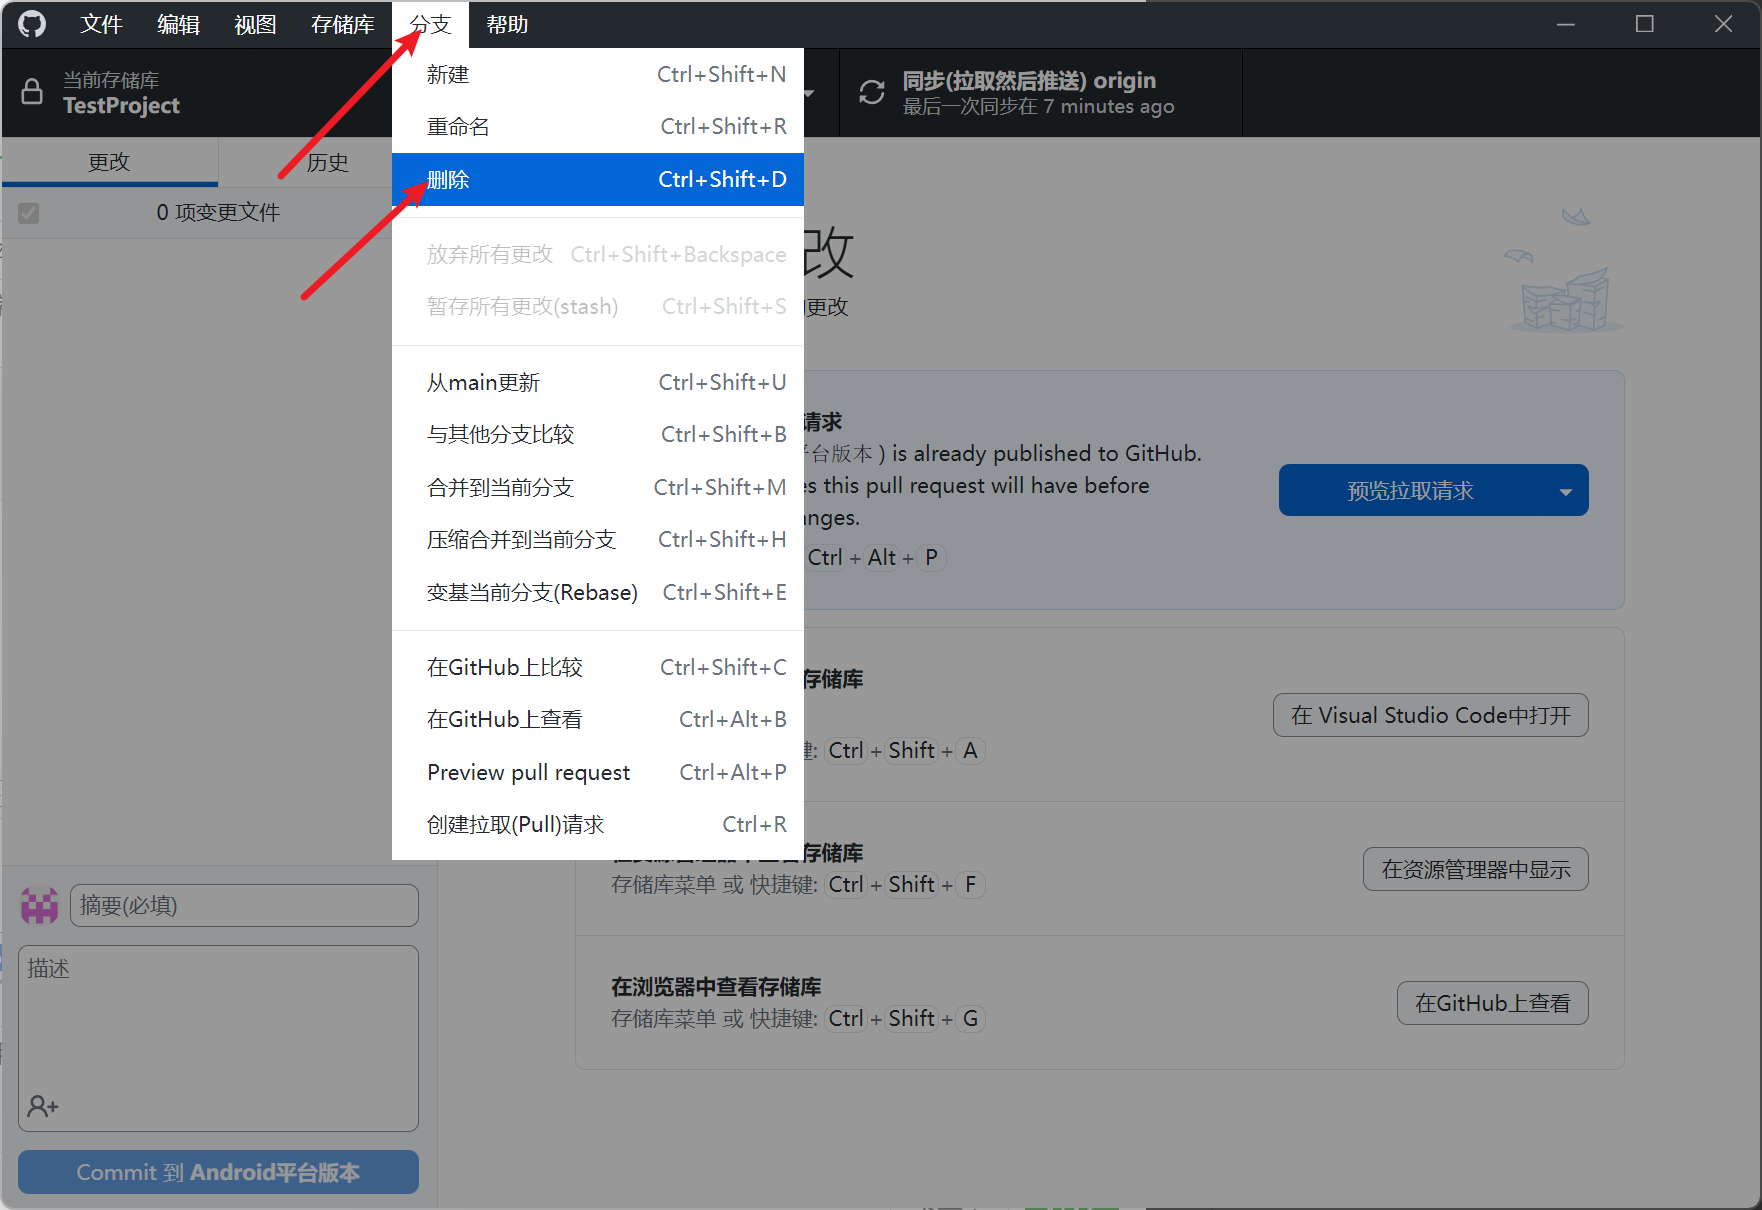 文件 编辑 视图 存储库 分支 帮助
当前存储库
TestProject
同步(拉取然后推送) origin
最后一次同步在 7 minutes ago
更改 历史
0 项变更文件
新建 Ctrl+Shift+N
重命名 Ctrl+Shift+R
删除 Ctrl+Shift+D
放弃所有更改 Ctrl+Shift+Backspace
暂存所有更改(stash) Ctrl+Shift+S
从main更新 Ctrl+Shift+U
与其他分支比较 Ctrl+Shift+B
合并到当前分支 Ctrl+Shift+M
压缩合并到当前分支 Ctrl+Shift+H
变基当前分支(Rebase) Ctrl+Shift+E
在GitHub上比较 Ctrl+Shift+C
在GitHub上查看 Ctrl+Alt+B
Preview pull request Ctrl+Alt+P
创建拉取(Pull)请求 Ctrl+R
改
更改
请求
台版本 ) is already published to GitHub.
this pull request will have before
Ctrl + Alt + P
预览拉取请求
存储库
Ctrl + Shift + A
在 Visual Studio Code中打开
存储库
存储库菜单 或 快捷键: Ctrl + Shift + F
在资源管理器中显示
在浏览器中查看存储库
存储库菜单 或 快捷键: Ctrl + Shift + G
在GitHub上查看
摘要(必填)
描述
Commit 到 Android平台版本